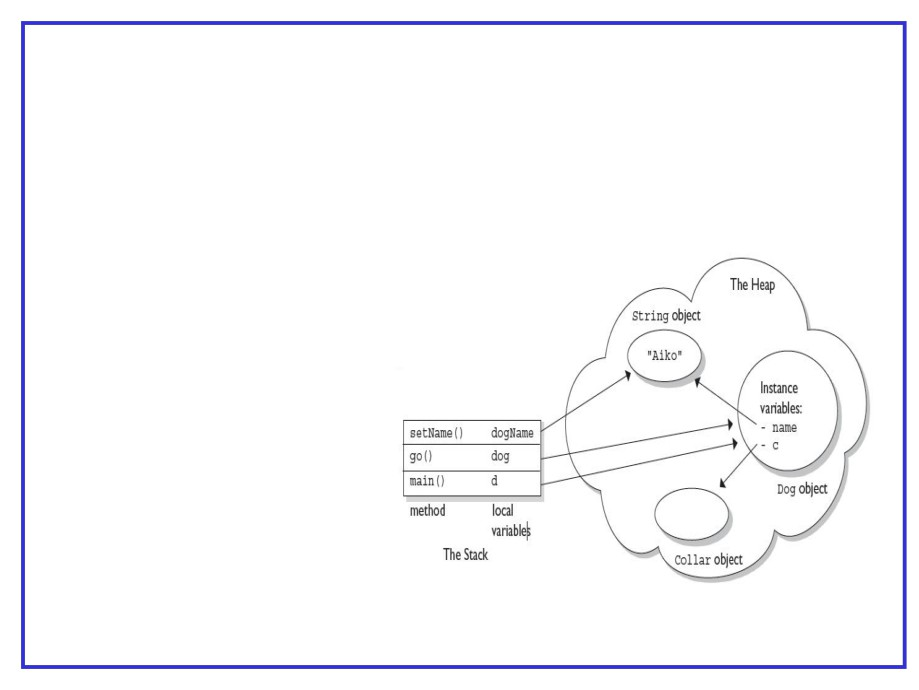 The Heap
String object
"Aiko"
Instance
variables:
- name
- c
Dog object
setName() dogName
go() dog
main() d
method local
variables
The Stack
Collar object